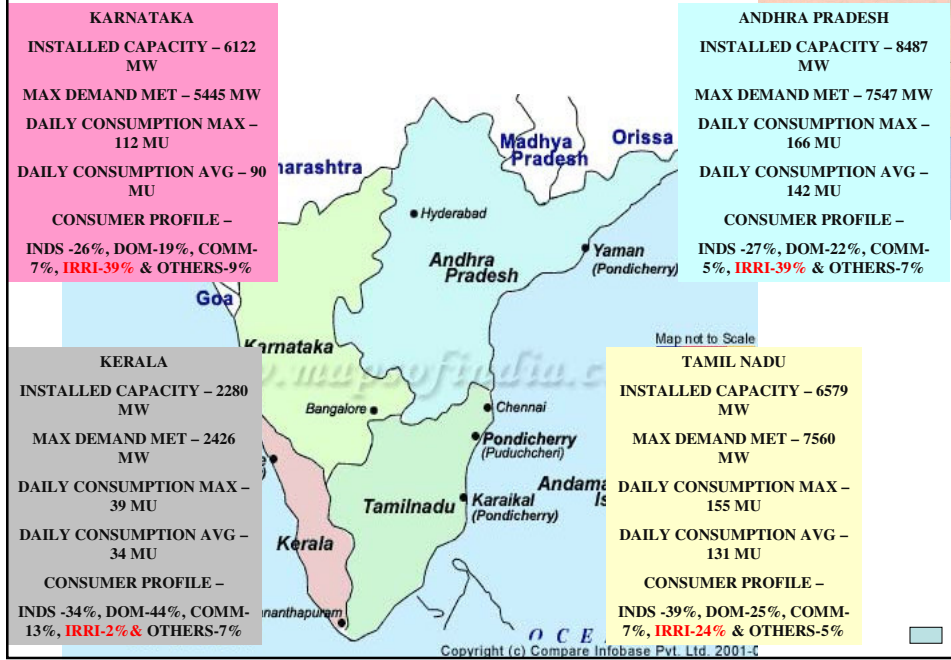 KARNATAKA
INSTALLED CAPACITY – 6122
MW
MAX DEMAND MET – 5445 MW
DAILY CONSUMPTION MAX –
112 MU
DAILY CONSUMPTION AVG – 90
MU
CONSUMER PROFILE –
INDS -26%, DOM-19%, COMM-
7%, IRRI-39% & OTHERS-9%
ANDHRA PRADESH
INSTALLED CAPACITY – 8487
MW
MAX DEMAND MET – 7547 MW
DAILY CONSUMPTION MAX –
166 MU
DAILY CONSUMPTION AVG –
142 MU
CONSUMER PROFILE –
INDS -27%, DOM-22%, COMM-
5%, IRRI-39% & OTHERS-7%
harashtra
Madhya
Pradesh
Orissa
Hyderabad
Andhra
Pradesh
Yaman
(Pondicherry)
Goa
Karnataka
Map not to Scale
w.mapsofindia.c
Bangalore
Chennai
Pondicherry
(Puduchcheri)
Tamilnadu
Karaikal
(Pondicherry)
Andama
Is
Kerala
nanthapuram
O C E
Copyright (c) Compare Infobase Pvt. Ltd. 2001-0
KERALA
INSTALLED CAPACITY – 2280
MW
MAX DEMAND MET – 2426
MW
DAILY CONSUMPTION MAX –
39 MU
DAILY CONSUMPTION AVG –
34 MU
CONSUMER PROFILE –
INDS -34%, DOM-44%, COMM-
13%, IRRI-2%& OTHERS-7%
TAMIL NADU
INSTALLED CAPACITY – 6579
MW
MAX DEMAND MET – 7560
MW
DAILY CONSUMPTION MAX –
155 MU
DAILY CONSUMPTION AVG –
131 MU
CONSUMER PROFILE –
INDS -39%, DOM-25%, COMM-
7%, IRRI-24% & OTHERS-5%